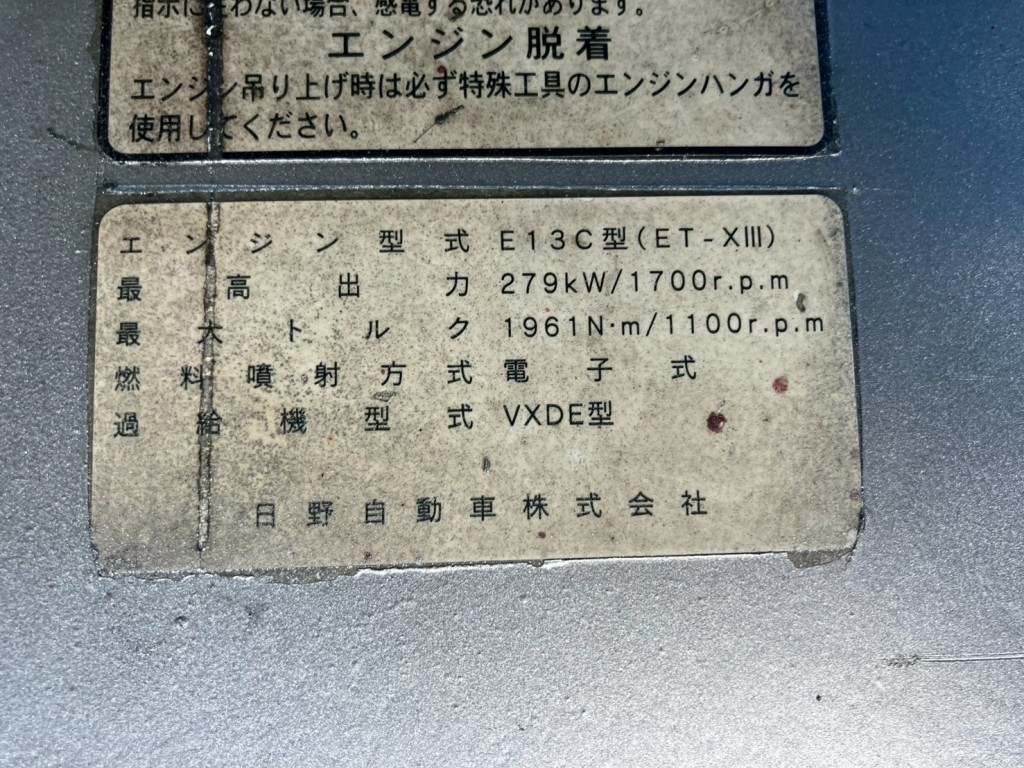 指示に従わない場合、感電する恐れがあります。
エンジン脱着
エンジン吊り上げ時は必ず特殊工具のエンジンハンガを
使用してください。
エンジン型式 E13C型(ET-XⅢ)
最高出力 279kW/1700r.p.m
最大トルク 1961N·m/1100r.p.m
燃料噴射方式 電子式
過給機型式 VXDE型
日野自動車株式会社